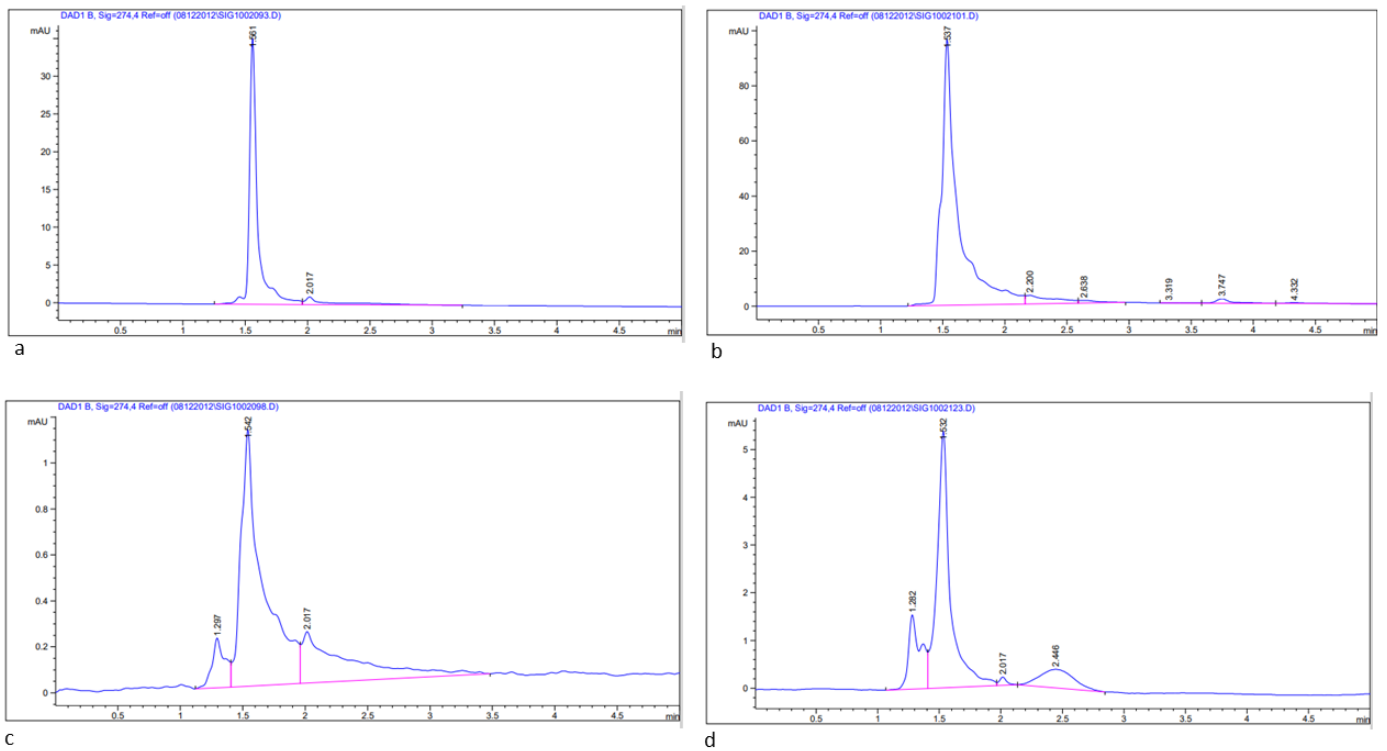 DAD1 B, Sig=274,4 Ref=off (08122012\SIG1002093.D)
mAU
1.561
30
25
20
15
10
5
0
2.017
0.5 1 1.5 2 2.5 3 3.5 4 4.5 min
a
DAD1 B, Sig=274,4 Ref=off (08122012\SIG1002101.D)
mAU
1.537
80
60
40
20
0
2.200
2.638
3.319
3.747
4.332
0.5 1 1.5 2 2.5 3 3.5 4 4.5 min
b
DAD1 B, Sig=274,4 Ref=off (08122012\SIG1002098.D)
mAU
1.542
1
0.8
0.6
0.4
0.2
0
1.297
2.017
0.5 1 1.5 2 2.5 3 3.5 4 4.5 min
c
DAD1 B, Sig=274,4 Ref=off (08122012\SIG1002123.D)
mAU
1.532
5
4
3
2
1
0
1.282
2.017
2.446
0.5 1 1.5 2 2.5 3 3.5 4 4.5 min
d